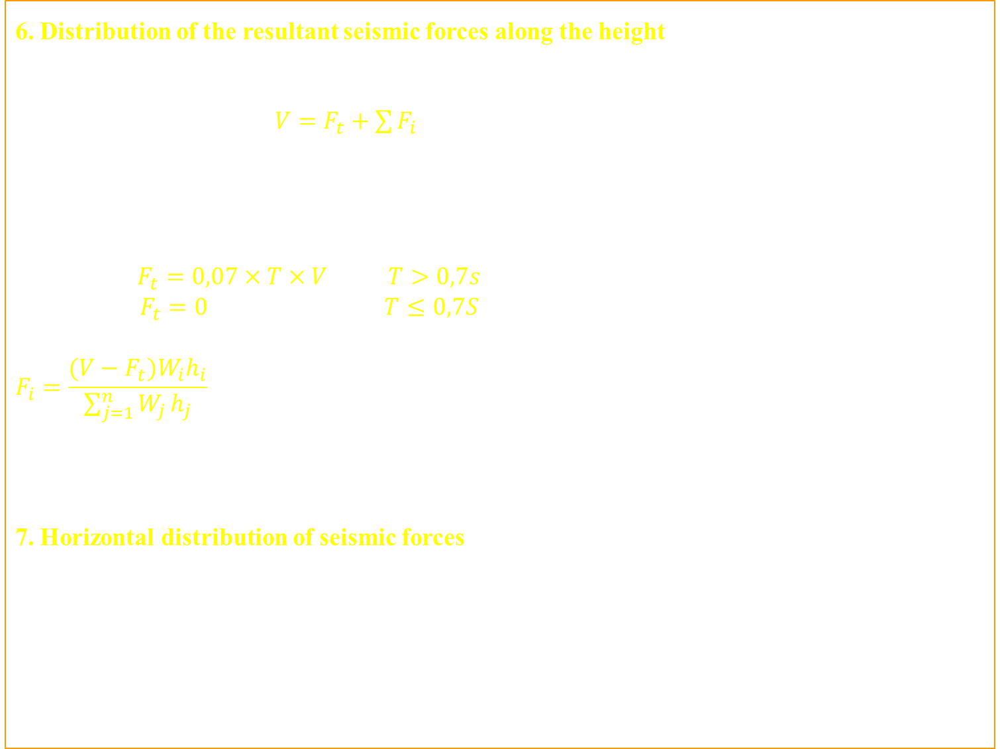 6. Distribution of the resultant seismic forces along the height
V = F_t + ∑ F_i
F_t = 0,07 × T × V T > 0,7s
F_t = 0 T ≤ 0,7S
F_i = \frac{(V − F_t)W_i h_i}{∑_{j=1}^{n} W_j h_j}
7. Horizontal distribution of seismic forces